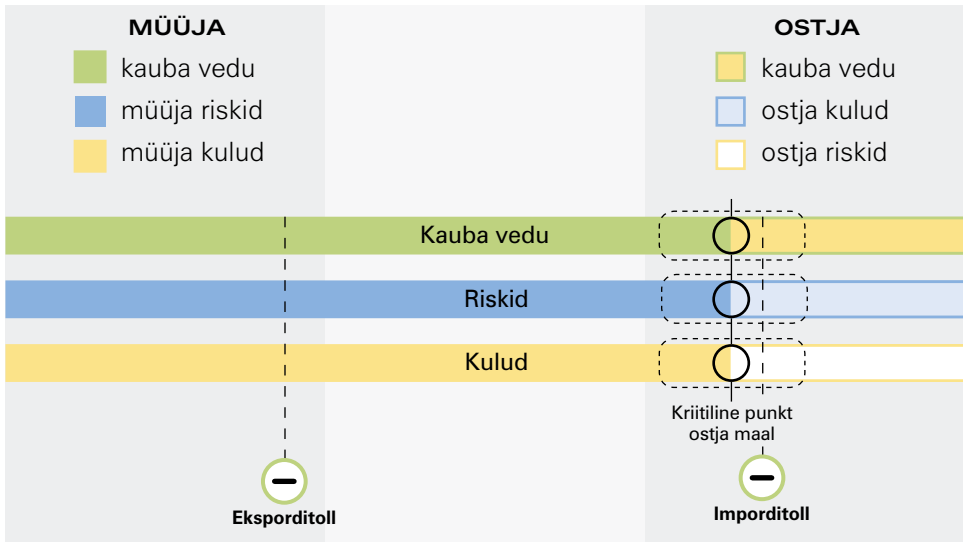 MÜÜJA
kauba vedu
müüja riskid
müüja kulud
OSTJA
kauba vedu
ostja kulud
ostja riskid
Kauba vedu
Riskid
Kulud
Kriitiline punkt
ostja maal
Eksporditoll
Imporditoll